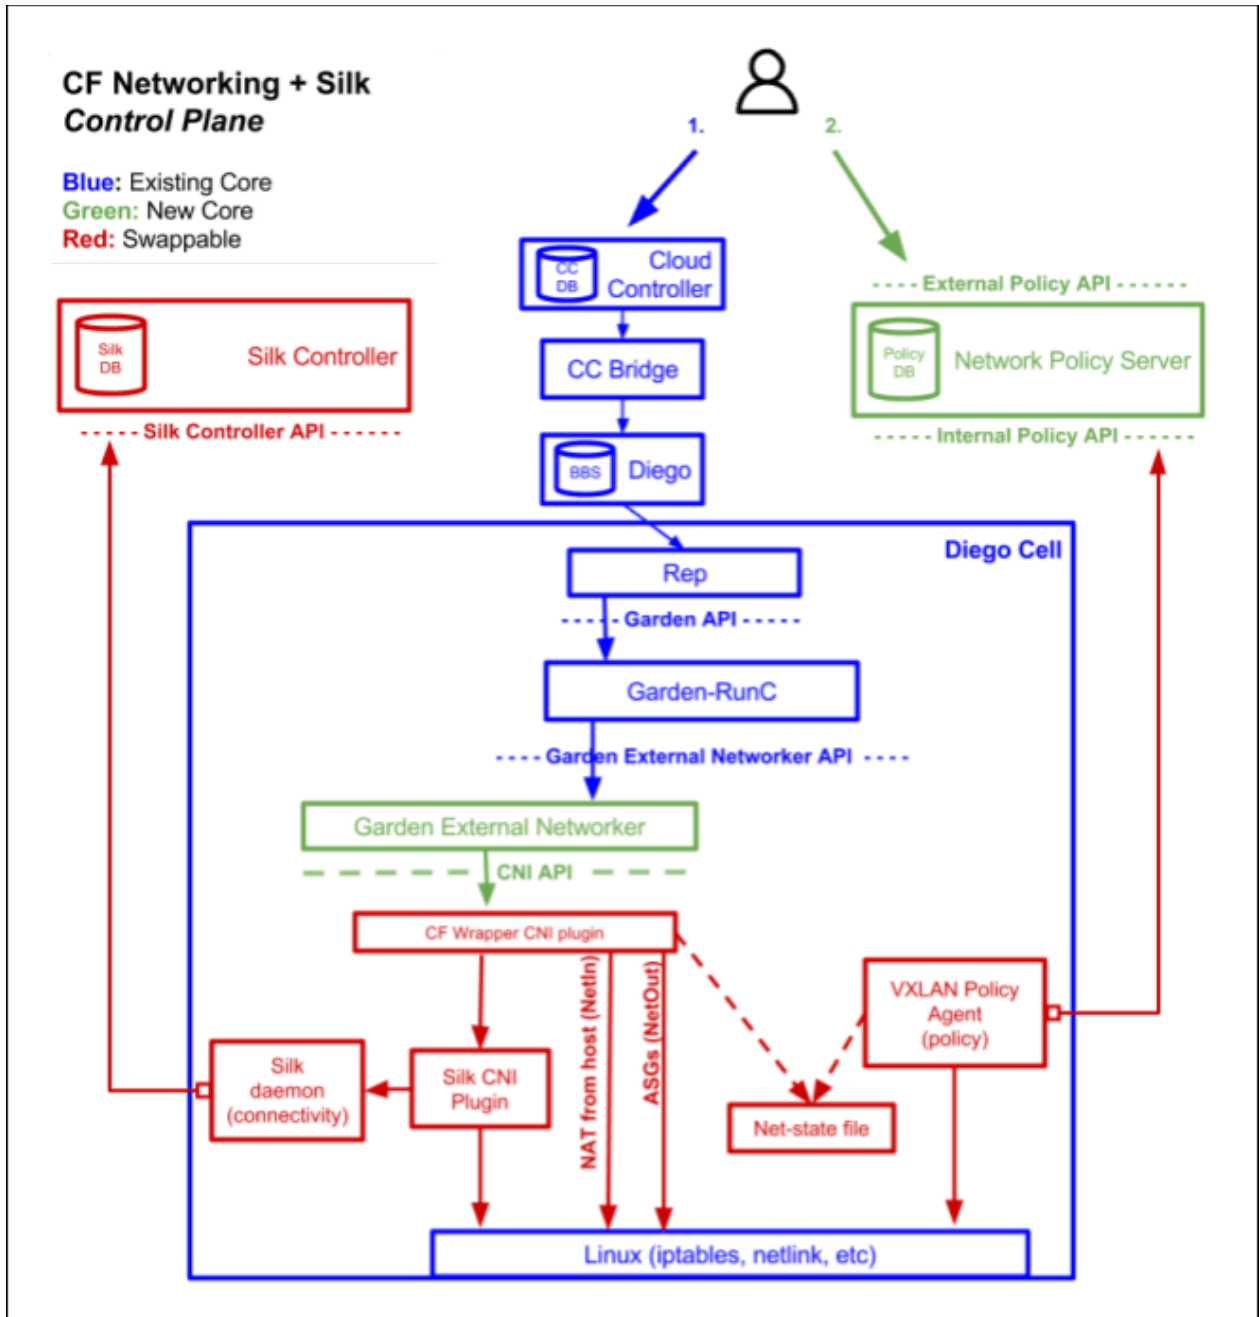 CF Networking + Silk
Control Plane
Blue: Existing Core
Green: New Core
Red: Swappable
1.
2.
CC
DB
Cloud
Controller
External Policy API
Silk
DB
Silk Controller
Silk Controller API
CC Bridge
Policy
DB
Network Policy Server
Internal Policy API
BBS
Diego
Diego Cell
Rep
Garden API
Garden-RunC
Garden External Networker API
Garden External Networker
CNI API
CF Wrapper CNI plugin
NAT from host (NetIn)
ASGs (NetOut)
VXLAN Policy
Agent
(policy)
Silk
daemon
(connectivity)
Silk CNI
Plugin
Net-state file
Linux (iptables, netlink, etc)